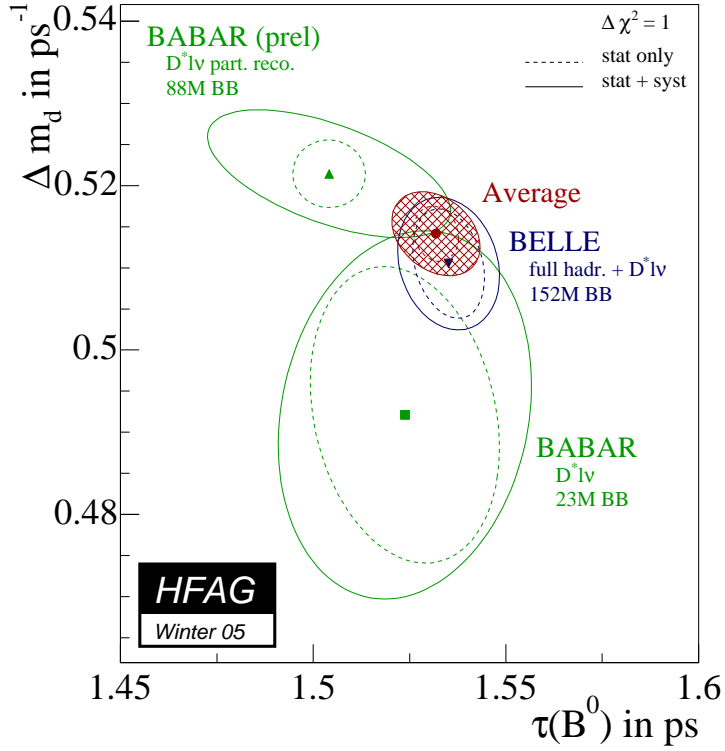 Δ m_d in ps⁻¹
0.54
0.52
0.5
0.48
BABAR (prel)
D*lν part. reco.
88M BB
Δ χ² = 1
stat only
stat + syst
Average
BELLE
full hadr. + D*lν
152M BB
BABAR
D*lν
23M BB
HFAG
Winter 05
1.45
1.5
1.55
1.6
τ(B⁰) in ps